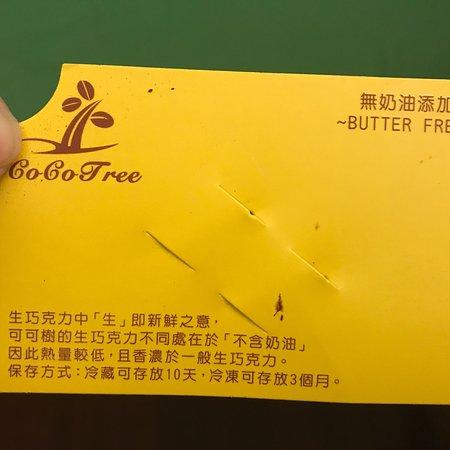 無奶油添加
~BUTTER FRE
CoCoTree
生巧克力中「生」即新鮮之意，
可可樹的生巧克力不同處在於「不含奶油」
因此熱量較低，且香濃於一般生巧克力。
保存方式：冷藏可存放10天，冷凍可存放3個月。